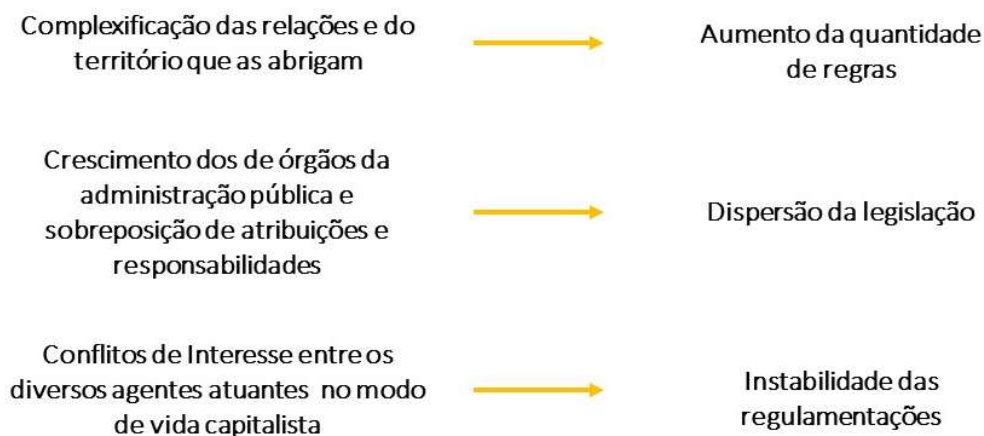 Complexificação das relações e do
território que as abrigam
Aumento da quantidade
de regras
Crescimento dos de órgãos da
administração pública e
sobreposição de atribuições e
responsabilidades
Dispersão da legislação
Conflitos de Interesse entre os
diversos agentes atuantes no modo
de vida capitalista
Instabilidade das
regulamentações